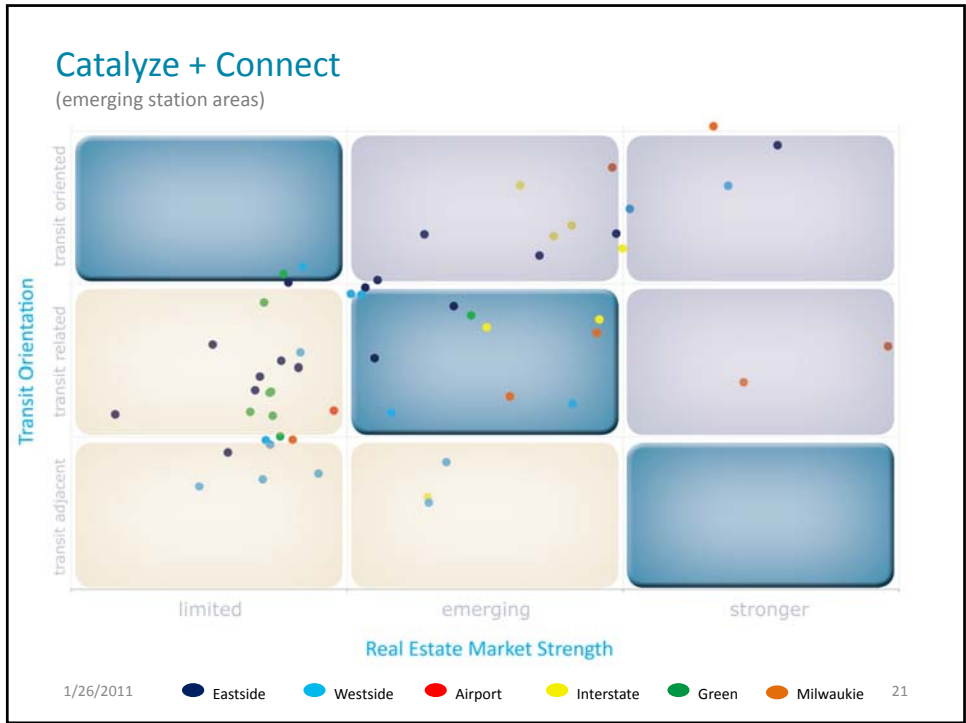 Catalyze + Connect
(emerging station areas)
Transit Orientation
transit oriented
transit related
transit adjacent
limited emerging stronger
Real Estate Market Strength
1/26/2011 Eastside Westside Airport Interstate Green Milwaukie 21